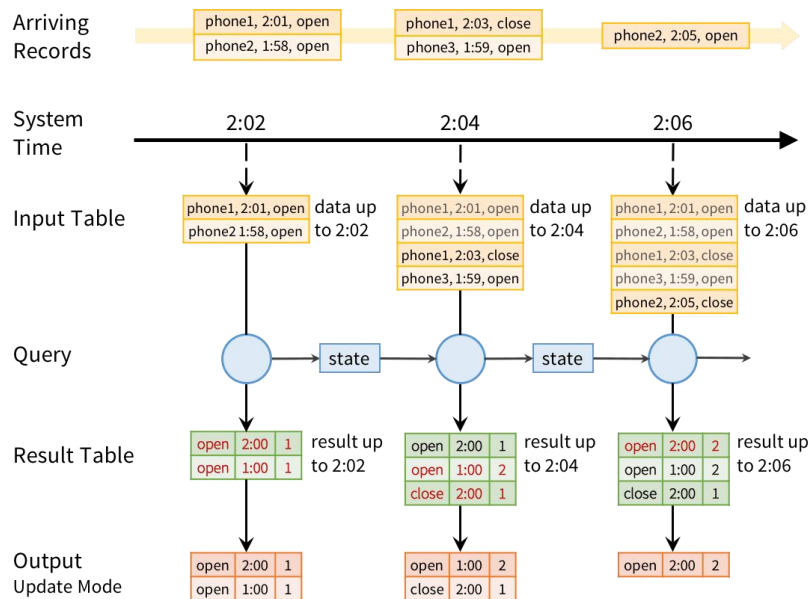 Arriving
Records
phone1, 2:01, open
phone2, 1:58, open
phone1, 2:03, close
phone3, 1:59, open
phone2, 2:05, open
System
Time
2:02
2:04
2:06
Input Table
phone1, 2:01, open
phone2 1:58, open
data up
to 2:02
phone1, 2:01, open
phone2, 1:58, open
phone1, 2:03, close
phone3, 1:59, open
data up
to 2:04
phone1, 2:01, open
phone2, 1:58, open
phone1, 2:03, close
phone3, 1:59, open
phone2, 2:05, close
data up
to 2:06
Query
state
state
Result Table
open 2:00 1
open 1:00 1
result up
to 2:02
open 2:00 1
open 1:00 2
close 2:00 1
result up
to 2:04
open 2:00 2
open 1:00 2
close 2:00 1
result up
to 2:06
Output
Update Mode
open 2:00 1
open 1:00 1
open 1:00 2
close 2:00 1
open 2:00 2